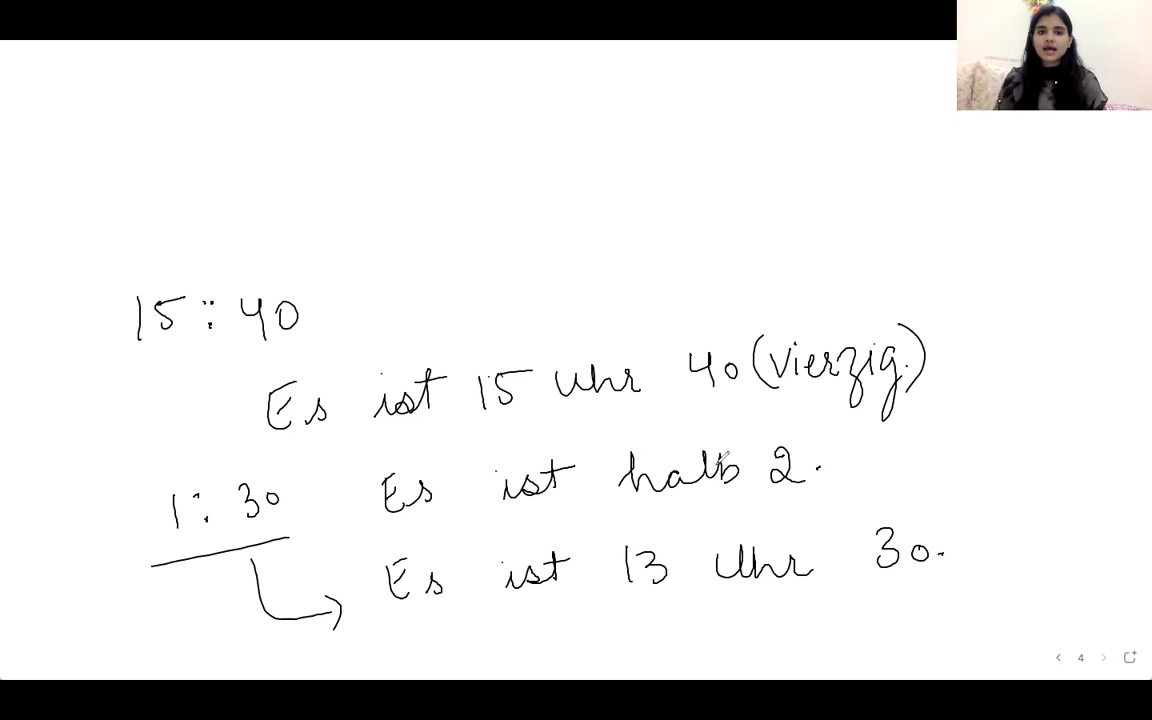 15:40
Es ist 15 Uhr 40 (vierzig.)
1:30 Es ist halb 2.
Es ist 13 Uhr 30.
4